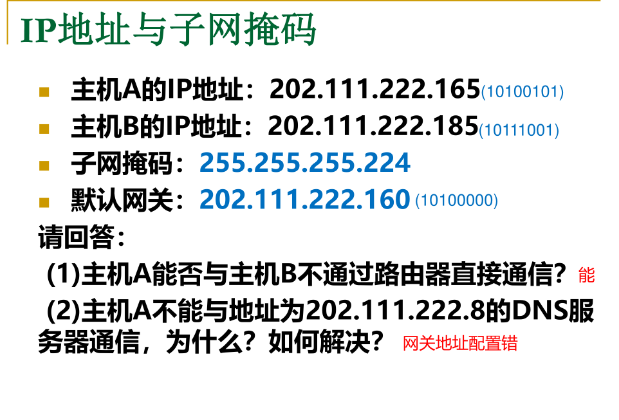 IP地址与子网掩码
主机A的IP地址：202.111.222.165(10100101)
主机B的IP地址：202.111.222.185(10111001)
子网掩码：255.255.255.224
默认网关：202.111.222.160 (10100000)
请回答：
(1)主机A能否与主机B不通过路由器直接通信？能
(2)主机A不能与地址为202.111.222.8的DNS服
务器通信，为什么？如何解决？ 网关地址配置错